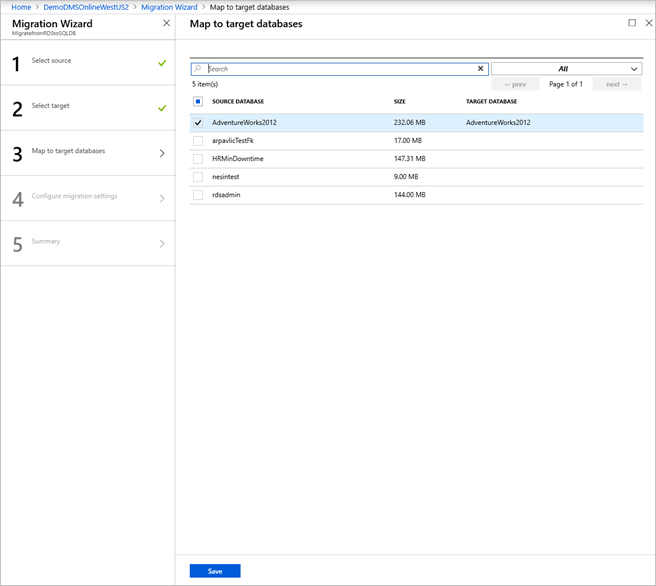 Home > DemoDMSOnlineWestUS2 > Migration Wizard > Map to target databases
Migration Wizard
MigratefromRDStoSQLDB
1 Select source
2 Select target
3 Map to target databases
4 Configure migration settings
5 Summary
Map to target databases
Search
All
5 item(s)
← prev Page 1 of 1 next →
SOURCE DATABASE SIZE TARGET DATABASE
AdventureWorks2012 232.06 MB AdventureWorks2012
arpavlicTestFk 17.00 MB
HRMinDowntime 147.31 MB
nesintest 9.00 MB
rdsadmin 144.00 MB
Save